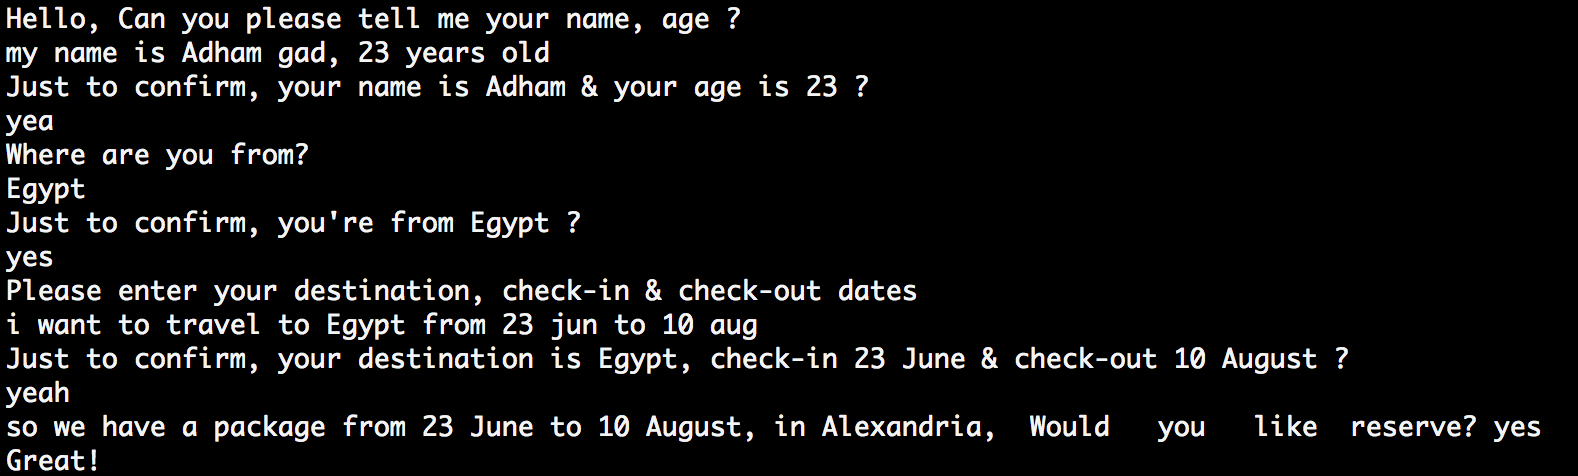 Hello, Can you please tell me your name, age ?
my name is Adham gad, 23 years old
Just to confirm, your name is Adham & your age is 23 ?
yea
Where are you from?
Egypt
Just to confirm, you're from Egypt ?
yes
Please enter your destination, check-in & check-out dates
i want to travel to Egypt from 23 jun to 10 aug
Just to confirm, your destination is Egypt, check-in 23 June & check-out 10 August ?
yeah
so we have a package from 23 June to 10 August, in Alexandria,  Would   you   like  reserve? yes
Great!